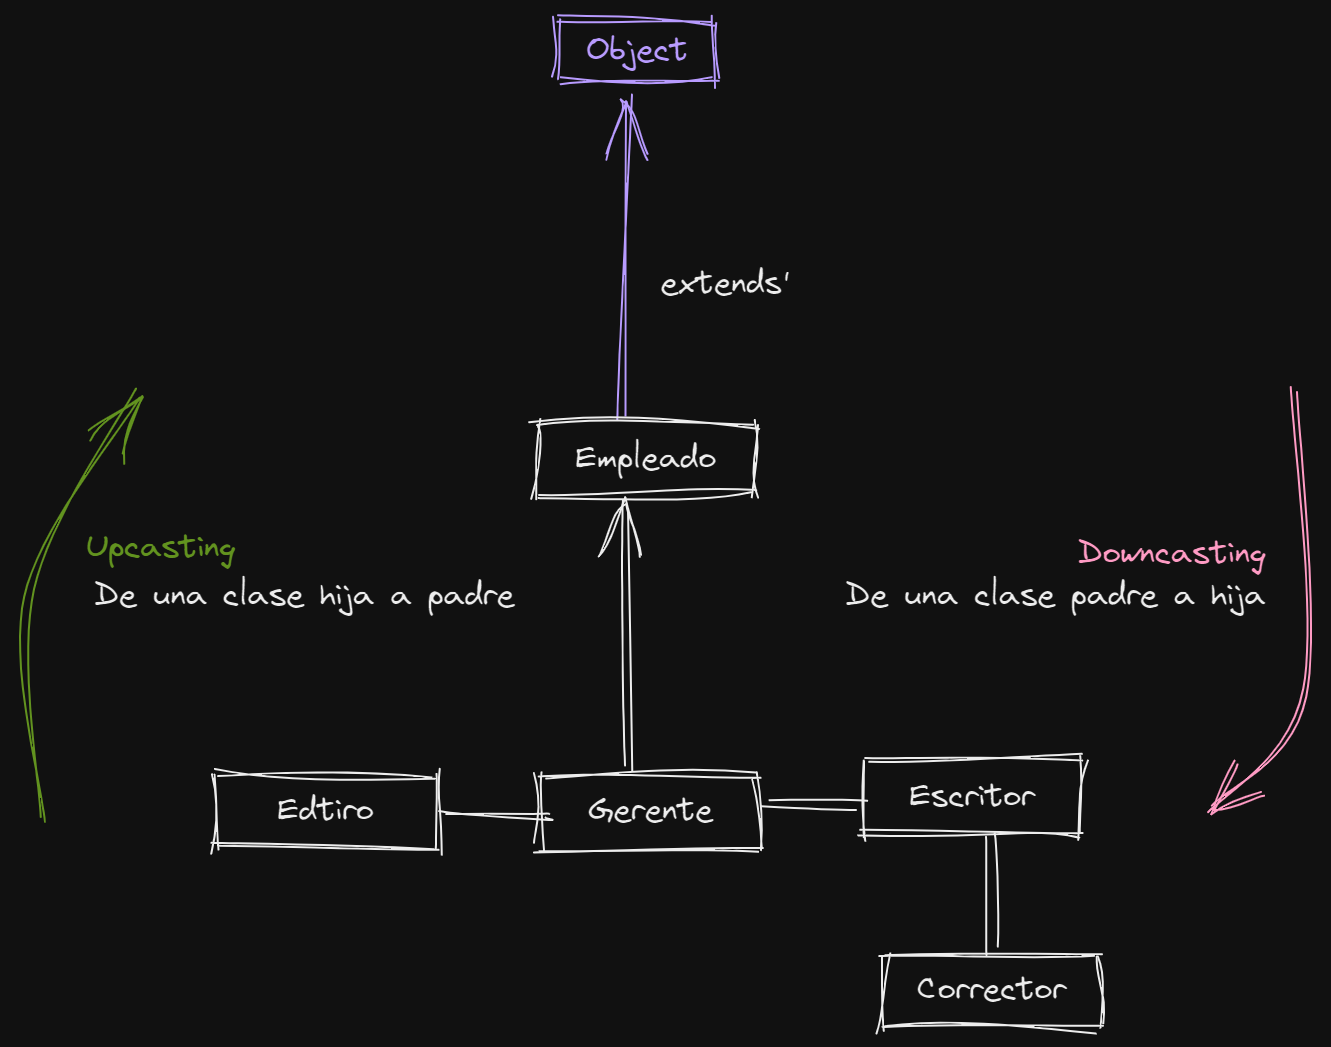 Object
extends'
Empleado
Upcasting
De una clase hija a padre
Downcasting
De una clase padre a hija
Edtiro
Gerente
Escritor
Corrector